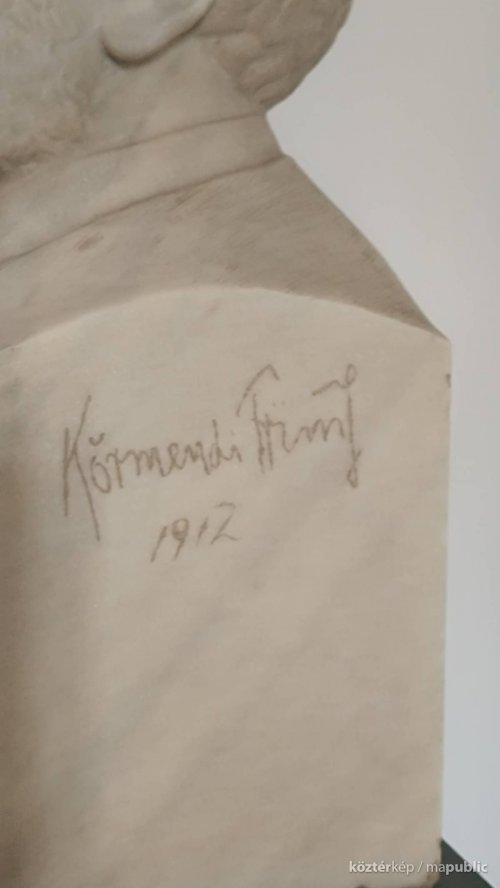 Körmendi Frim J
1912
köztérkép / mapublic